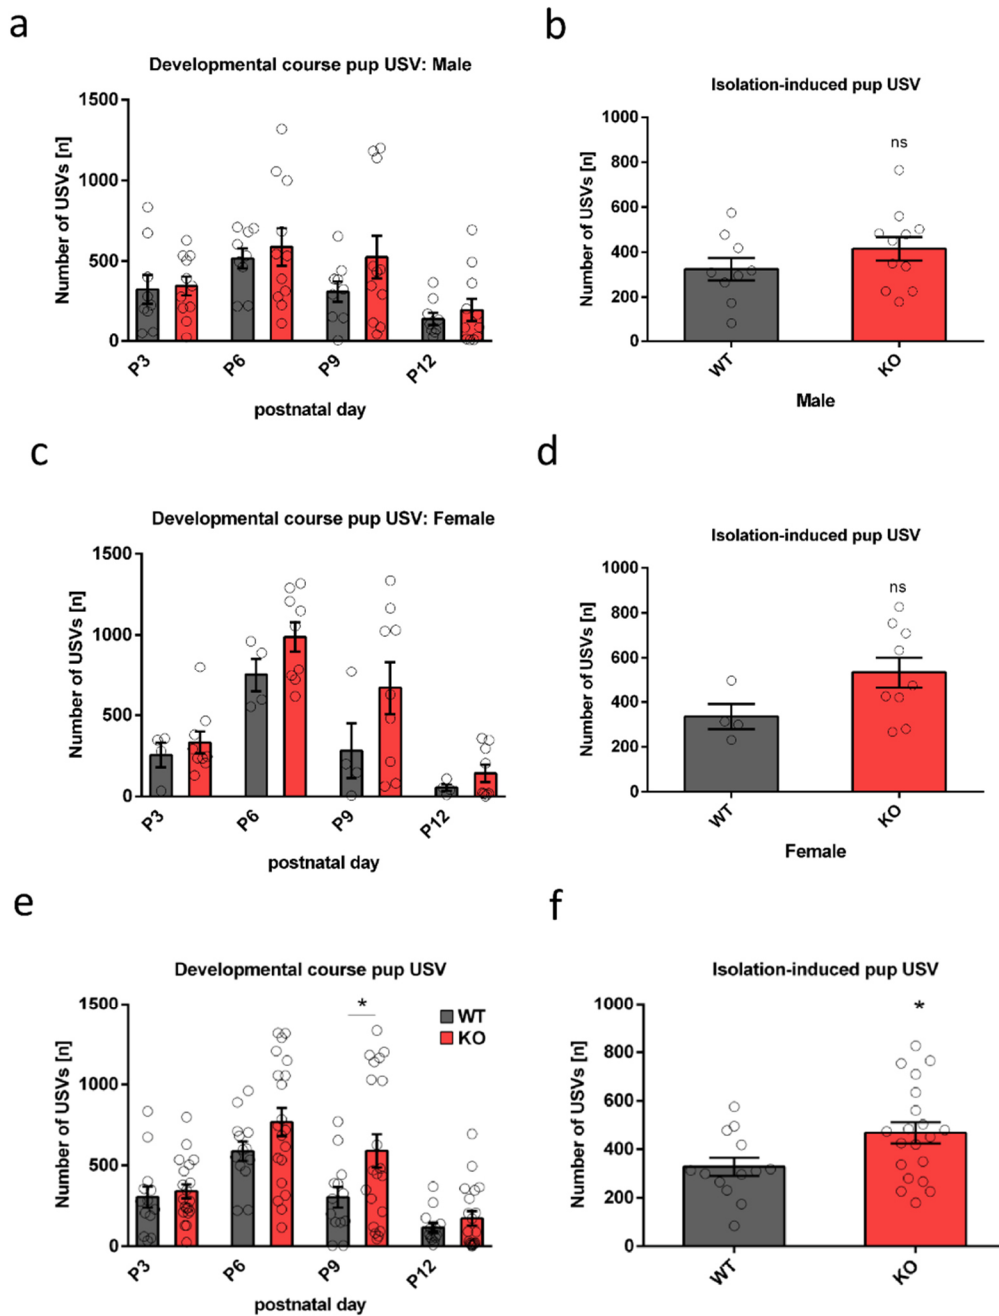 a
Developmental course pup USV: Male
Number of USVs [n]
1500
1000
500
0
P3
P6
P9
P12
postnatal day
b
Isolation-induced pup USV
Number of USVs [n]
1000
800
600
400
200
0
ns
WT
KO
Male
c
Developmental course pup USV: Female
Number of USVs [n]
1500
1000
500
0
P3
P6
P9
P12
postnatal day
d
Isolation-induced pup USV
Number of USVs [n]
1000
800
600
400
200
0
ns
WT
KO
Female
e
Developmental course pup USV
Number of USVs [n]
1500
1000
500
0
*
WT
KO
P3
P6
P9
P12
postnatal day
f
Isolation-induced pup USV
Number of USVs [n]
1000
800
600
400
200
0
*
WT
KO